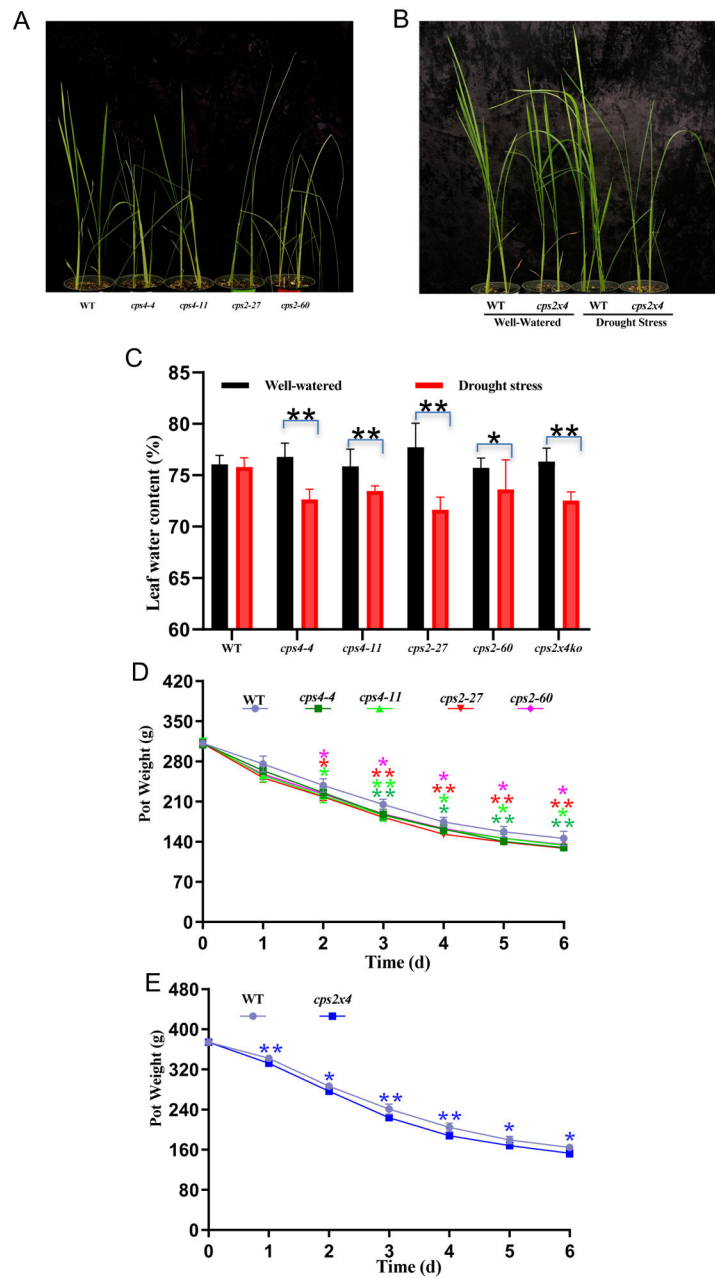 A
B
WT cps4-4 cps4-11 cps2-27 cps2-60
WT cps2x4 WT cps2x4
Well-Watered Drought Stress
C
Well-watered Drought stress
Leaf water content (%)
85
80
75
70
65
60
** ** ** * **
WT cps4-4 cps4-11 cps2-27 cps2-60 cps2x4ko
D
WT cps4-4 cps4-11 cps2-27 cps2-60
Pot Weight (g)
420
350
280
210
140
70
0
* * * * *
* ** ** ** **
* ** * * *
** * ** **
0 1 2 3 4 5 6
Time (d)
E
WT cps2x4
Pot Weight (g)
480
400
320
240
160
80
0
** * ** ** * *
0 1 2 3 4 5 6
Time (d)